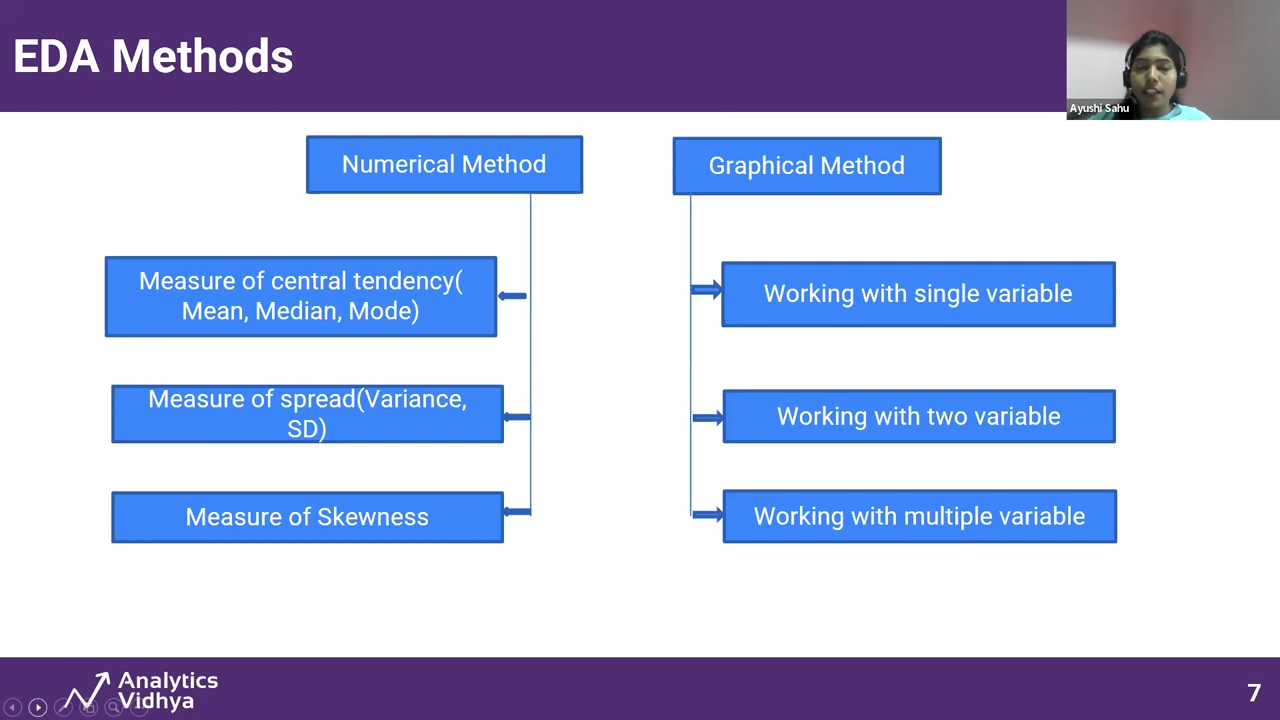 EDA Methods
Ayushi Sahu
Numerical Method
Graphical Method
Measure of central tendency(
Mean, Median, Mode)
Working with single variable
Measure of spread(Variance,
SD)
Working with two variable
Measure of Skewness
Working with multiple variable
Analytics
Vidhya
7